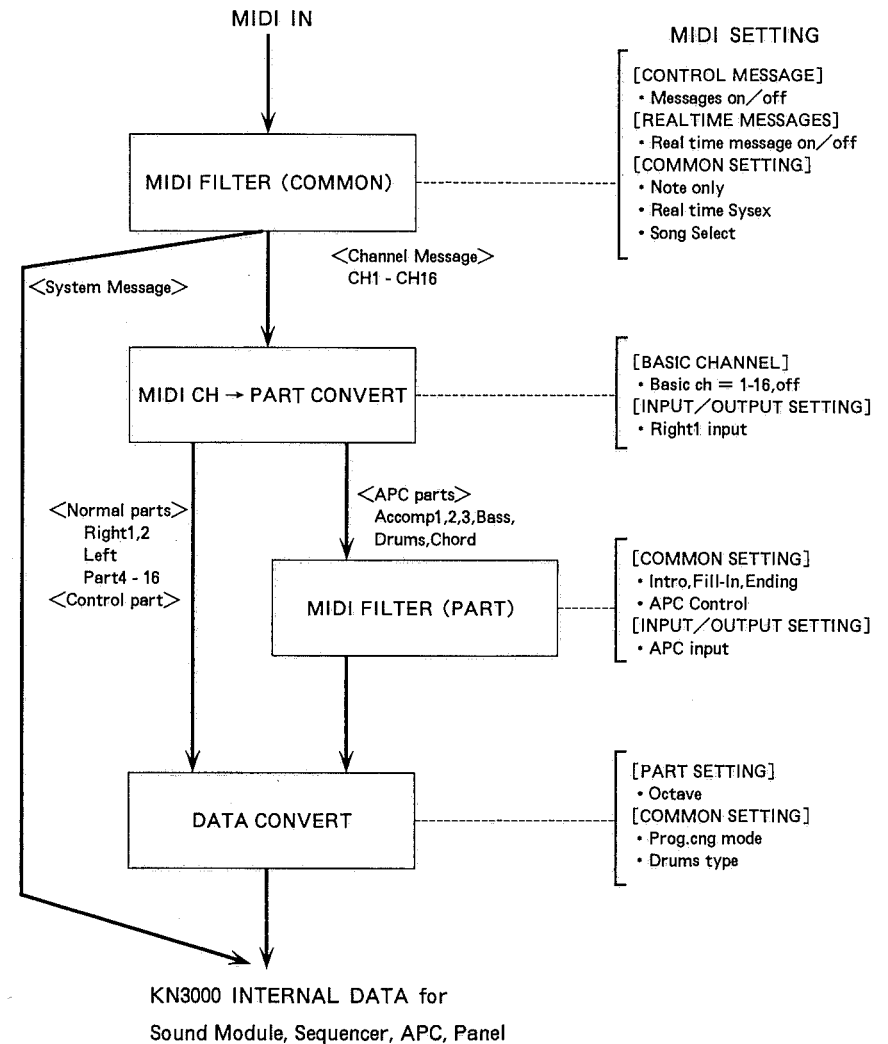 MIDI IN
MIDI SETTING
[CONTROL MESSAGE]
・Messages on/off
[REALTIME MESSAGES]
・Real time message on/off
[COMMON SETTING]
・Note only
・Real time Sysex
・Song Select
MIDI FILTER (COMMON)
<Channel Message>
CH1 - CH16
<System Message>
MIDI CH → PART CONVERT
[BASIC CHANNEL]
・Basic ch = 1-16,off
[INPUT/OUTPUT SETTING]
・Right1 input
<Normal parts>
Right1,2
Left
Part4 - 16
<Control part>
<APC parts>
Accomp1,2,3,Bass,
Drums,Chord
MIDI FILTER (PART)
[COMMON SETTING]
・Intro,Fill-In,Ending
・APC Control
[INPUT/OUTPUT SETTING]
・APC input
DATA CONVERT
[PART SETTING]
・Octave
[COMMON SETTING]
・Prog.cng mode
・Drums type
KN3000 INTERNAL DATA for
Sound Module, Sequencer, APC, Panel